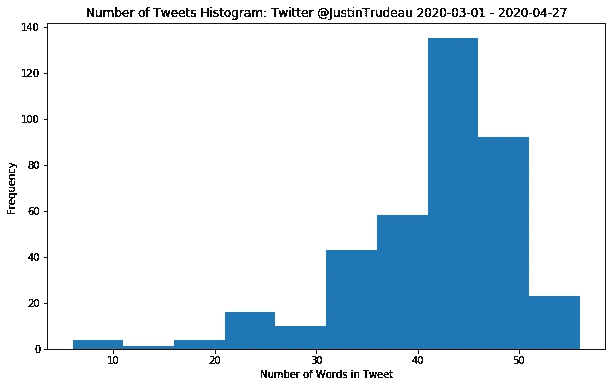 Number of Tweets Histogram: Twitter @JustinTrudeau 2020-03-01 - 2020-04-27
140
120
100
80
60
40
20
0
Frequency
10 20 30 40 50
Number of Words in Tweet